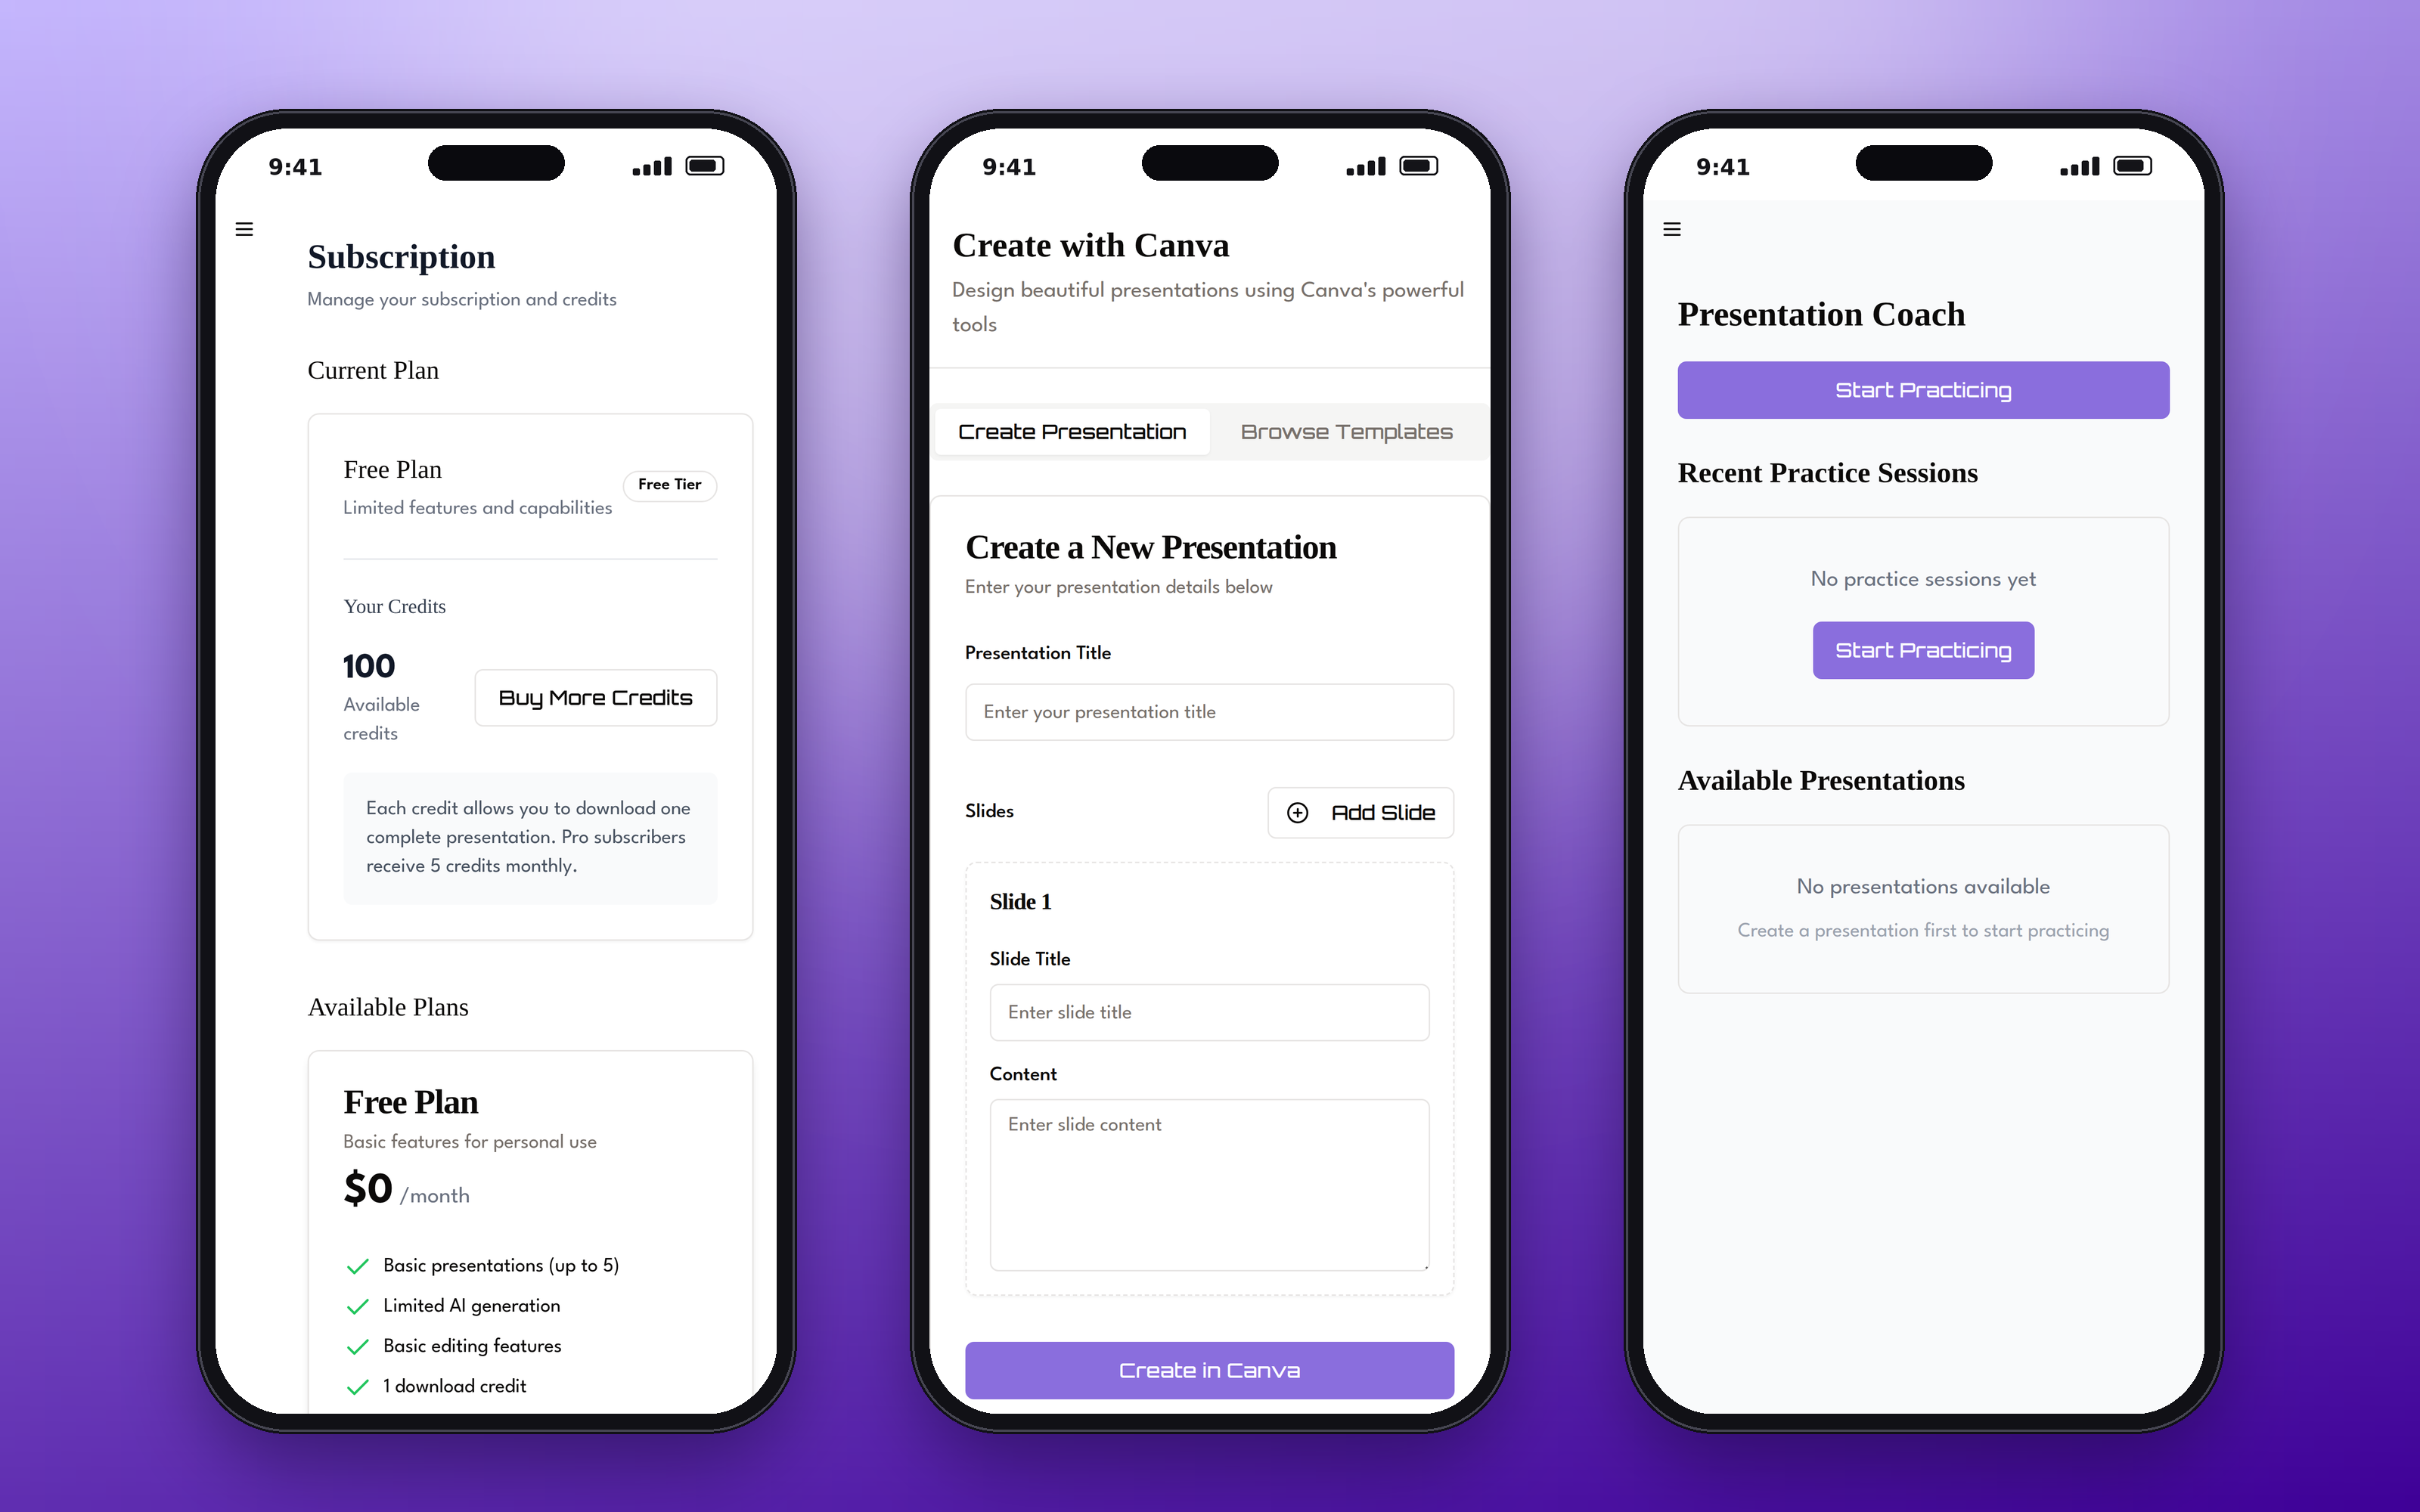 9:41
Subscription
Manage your subscription and credits
Current Plan
Free Plan
Limited features and capabilities
Free Tier
Your Credits
100
Available
credits
Buy More Credits
Each credit allows you to download one
complete presentation. Pro subscribers
receive 5 credits monthly.
Available Plans
Free Plan
Basic features for personal use
$0 /month
Basic presentations (up to 5)
Limited AI generation
Basic editing features
1 download credit
9:41
Create with Canva
Design beautiful presentations using Canva's powerful
tools
Create Presentation
Browse Templates
Create a New Presentation
Enter your presentation details below
Presentation Title
Enter your presentation title
Slides
Add Slide
Slide 1
Slide Title
Enter slide title
Content
Enter slide content
Create in Canva
9:41
Presentation Coach
Start Practicing
Recent Practice Sessions
No practice sessions yet
Start Practicing
Available Presentations
No presentations available
Create a presentation first to start practicing